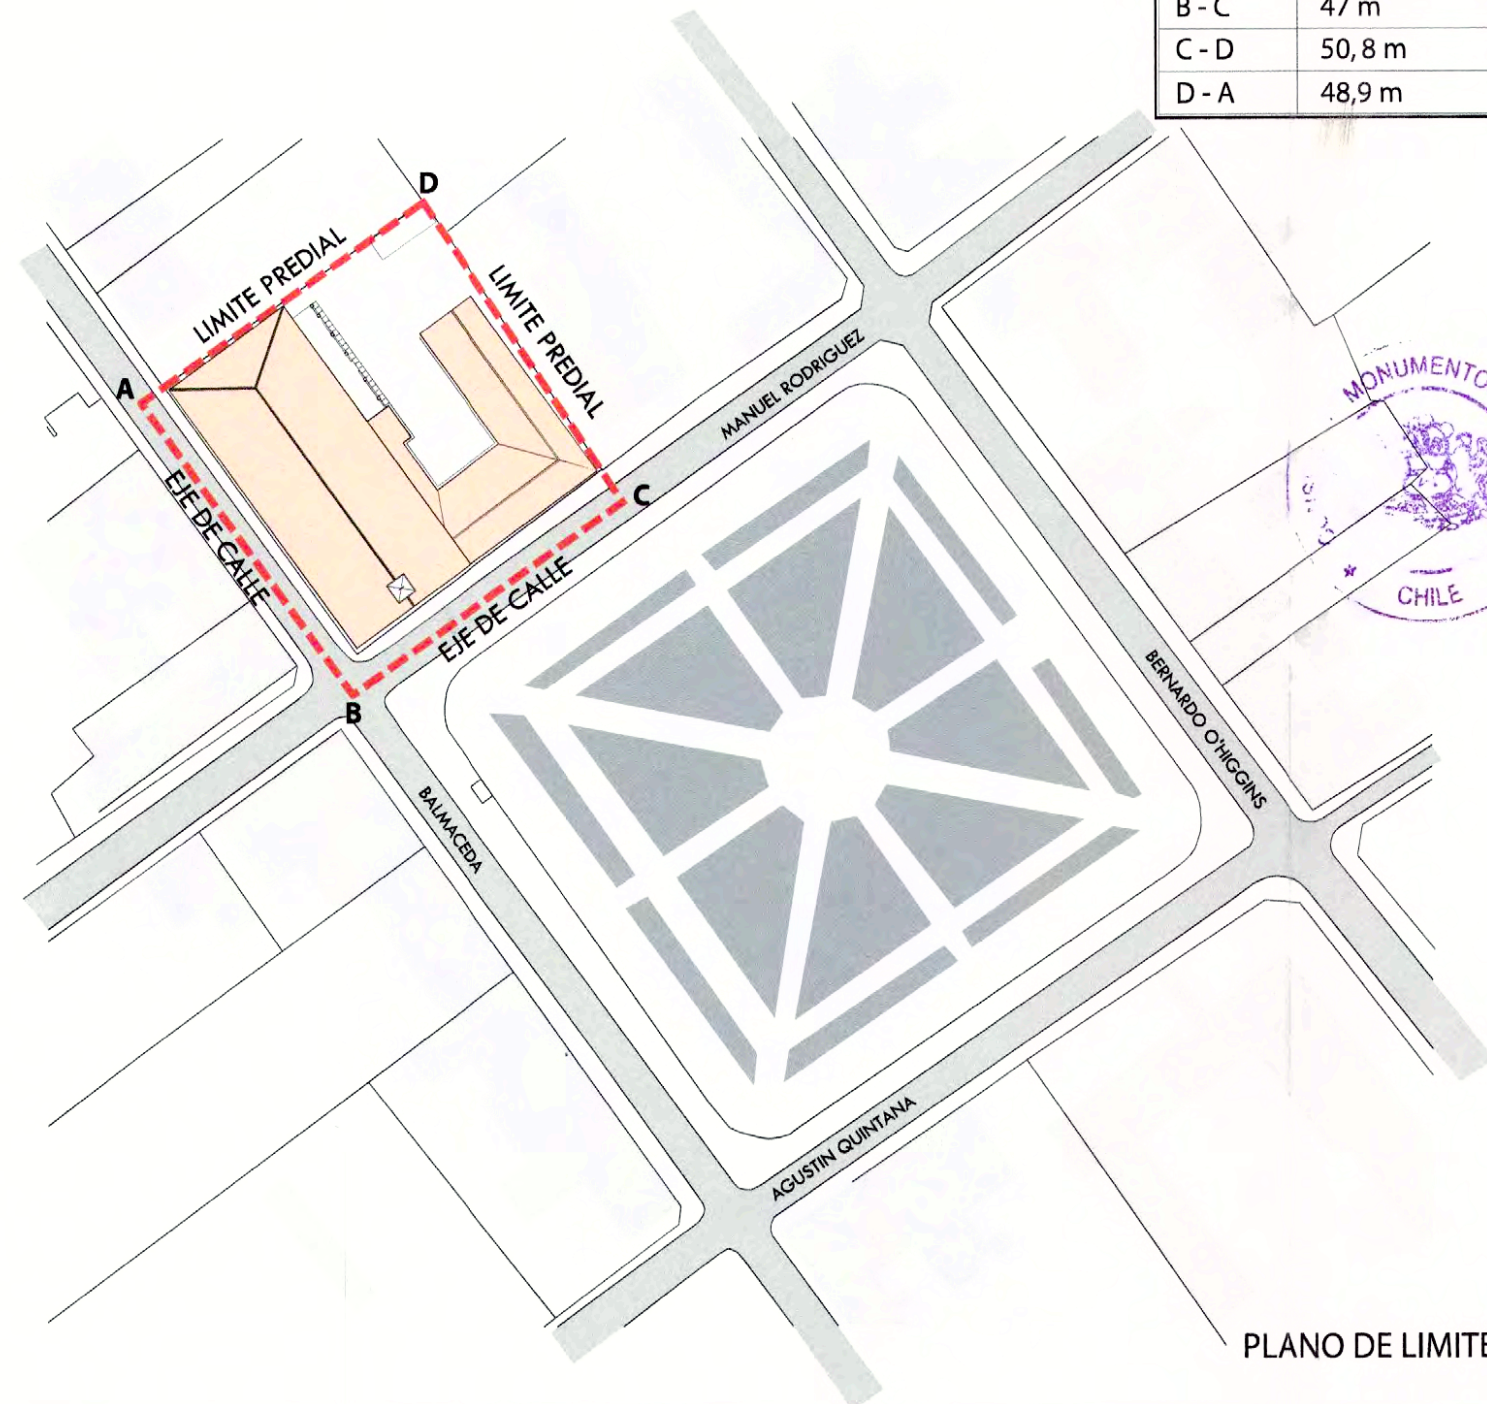 B - C 47 m
C - D 50,8 m
D - A 48,9 m
D
LIMITE PREDIAL
LIMITE PREDIAL
A
EJE DE CALLE
C
EJE DE CALLE
B
MANUEL RODRIGUEZ
MONUMENTO
CHILE
BERNARDO O'HIGGINS
BALMACEDA
AGUSTIN QUINTANA
PLANO DE LIMITE